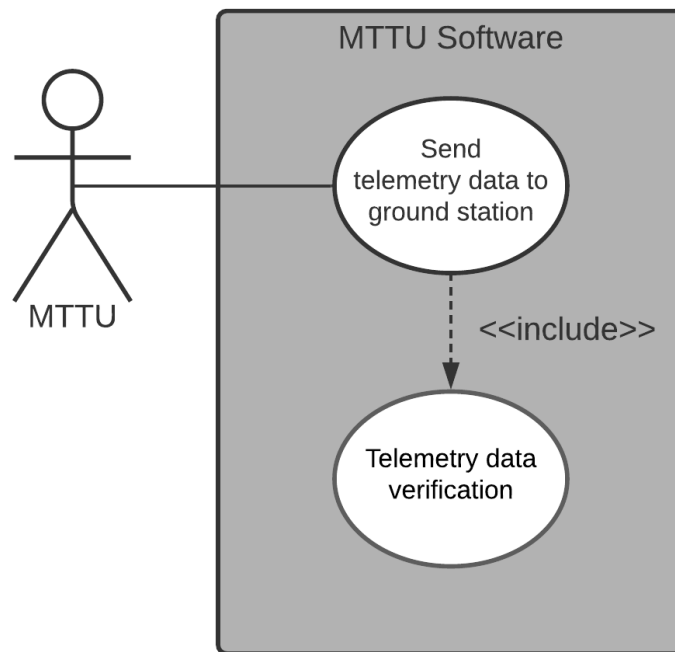 MTTU Software
Send
telemetry data to
ground station
MTTU
<<include>>
Telemetry data
verification